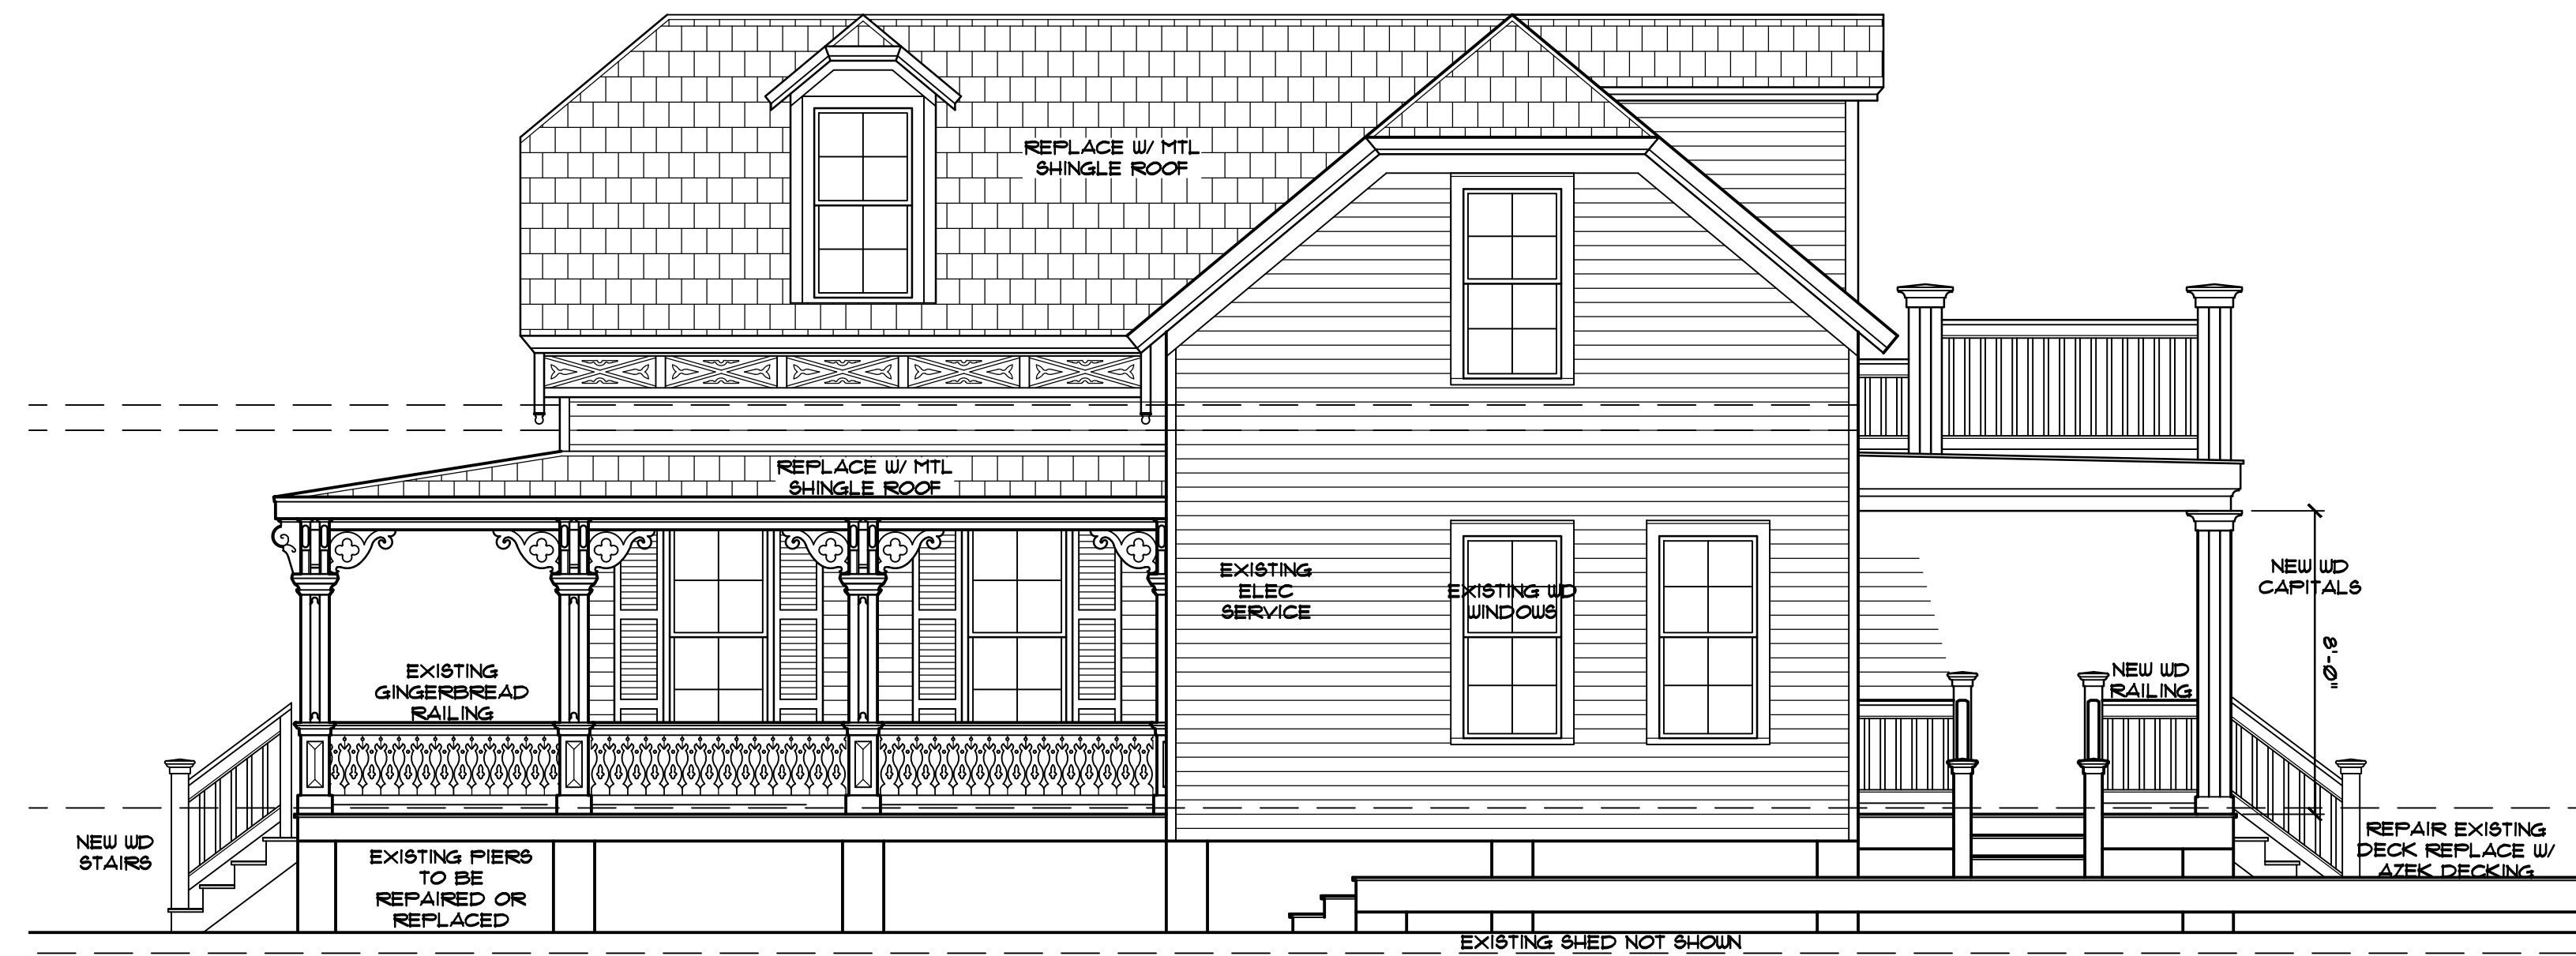 REPLACE W/ MTL
SHINGLE ROOF
REPLACE W/ MTL
SHINGLE ROOF
EXISTING
ELEC
SERVICE
EXISTING WD
WINDOWS
NEW WD
CAPITALS
8'-0"
EXISTING
GINGERBREAD
RAILING
NEW WD
RAILING
NEW WD
STAIRS
EXISTING PIERS
TO BE
REPAIRED OR
REPLACED
REPAIR EXISTING
DECK REPLACE W/
AZEK DECKING
EXISTING SHED NOT SHOWN